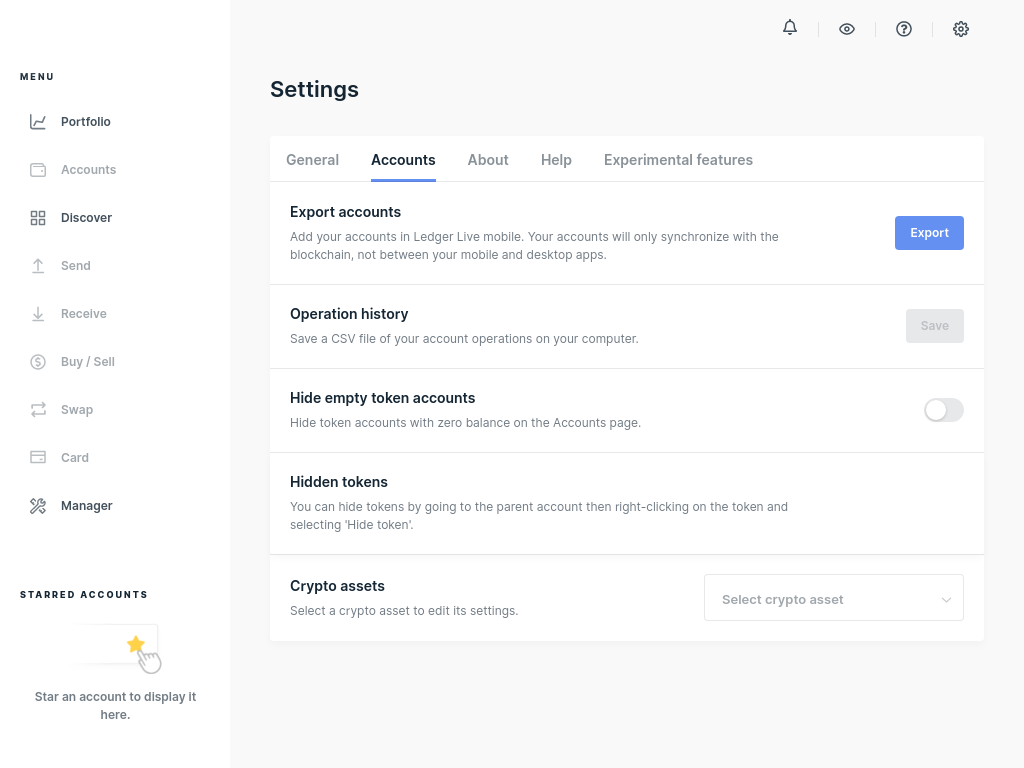 MENU
Portfolio
Accounts
Discover
Send
Receive
Buy / Sell
Swap
Card
Manager
STARRED ACCOUNTS
Star an account to display it
here.
Settings
General Accounts About Help Experimental features
Export accounts
Add your accounts in Ledger Live mobile. Your accounts will only synchronize with the
blockchain, not between your mobile and desktop apps.
Export
Operation history
Save a CSV file of your account operations on your computer.
Save
Hide empty token accounts
Hide token accounts with zero balance on the Accounts page.
Hidden tokens
You can hide tokens by going to the parent account then right-clicking on the token and
selecting 'Hide token'.
Crypto assets
Select a crypto asset to edit its settings.
Select crypto asset